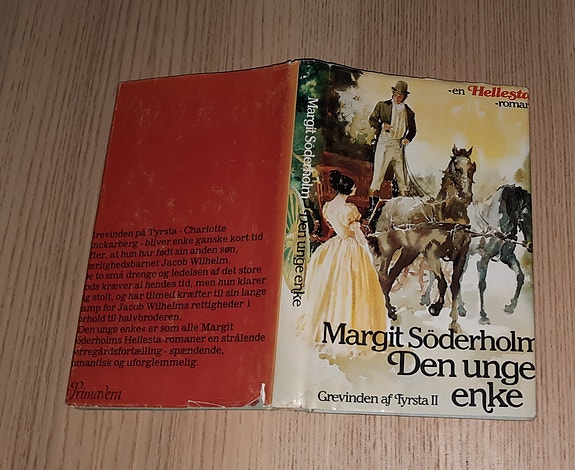 -en Hellesta
-roman
Margit Söderholm
Den unge
enke
Grevinden af Tyrsta II
Margit Söderholm Den unge enke
Grevinden på Tyrsta - Charlotte
anckarberg - bliver enke ganske kort tid
fter, at hun har født sin anden søn,
ærlighedsbarnet Jacob Wilhelm.
e to små drenge og ledelsen af det store
ods kræver al hendes tid, men hun klarer
ig stolt, og har tilmed kræfter til sin lange
amp for Jacob Wilhelms rettigheder i
orhold til halvbroderen.
Den unge enke« er som alle Margit
öderholms Hellesta-romaner en strålende
erregårdsfortælling - spændende,
omantisk og uforglemmelig.
Primavera